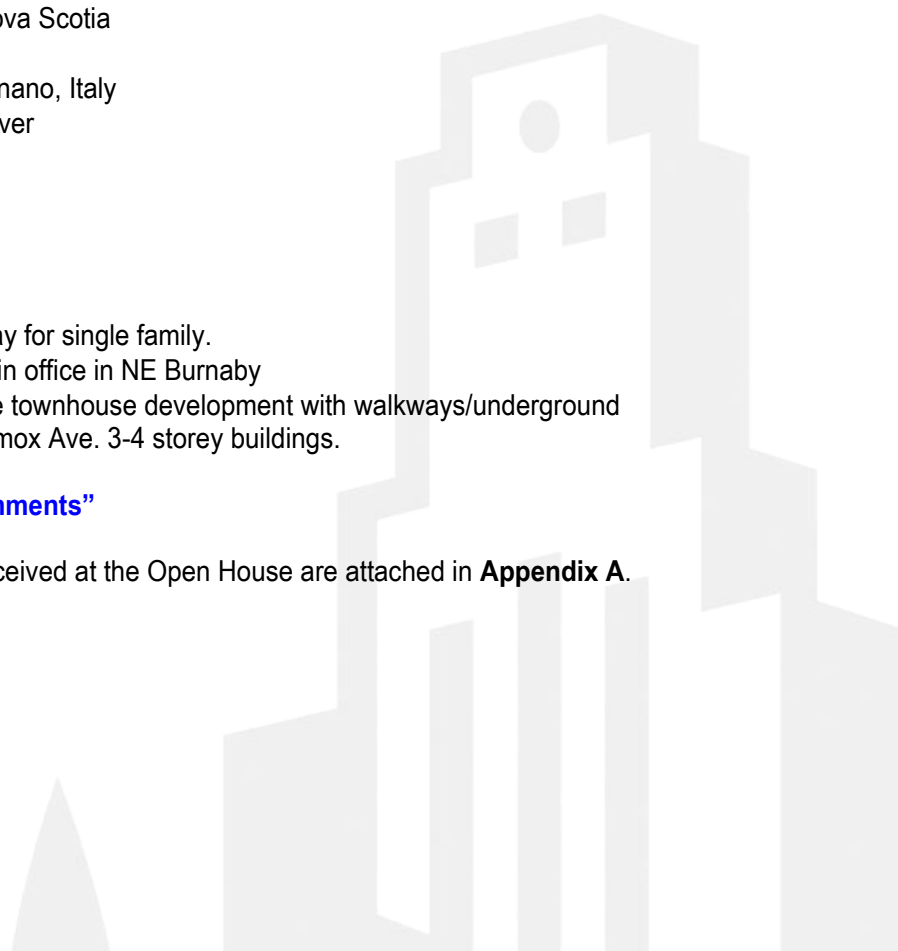 ova Scotia
nano, Italy
ver
ay for single family.
in office in NE Burnaby
e townhouse development with walkways/underground
mox Ave. 3-4 storey buildings.
nments”
ceived at the Open House are attached in Appendix A.